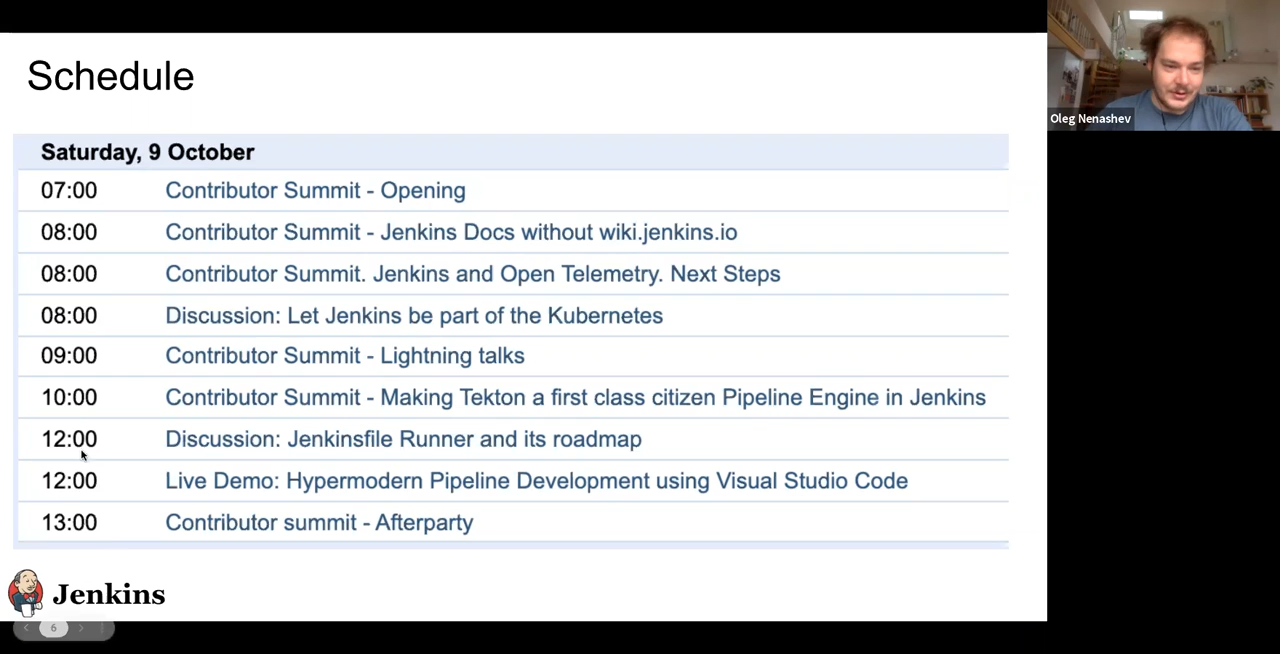 Schedule
Oleg Nenashev
Saturday, 9 October
07:00 Contributor Summit - Opening
08:00 Contributor Summit - Jenkins Docs without wiki.jenkins.io
08:00 Contributor Summit. Jenkins and Open Telemetry. Next Steps
08:00 Discussion: Let Jenkins be part of the Kubernetes
09:00 Contributor Summit - Lightning talks
10:00 Contributor Summit - Making Tekton a first class citizen Pipeline Engine in Jenkins
12:00 Discussion: Jenkinsfile Runner and its roadmap
12:00 Live Demo: Hypermodern Pipeline Development using Visual Studio Code
13:00 Contributor summit - Afterparty
Jenkins
6